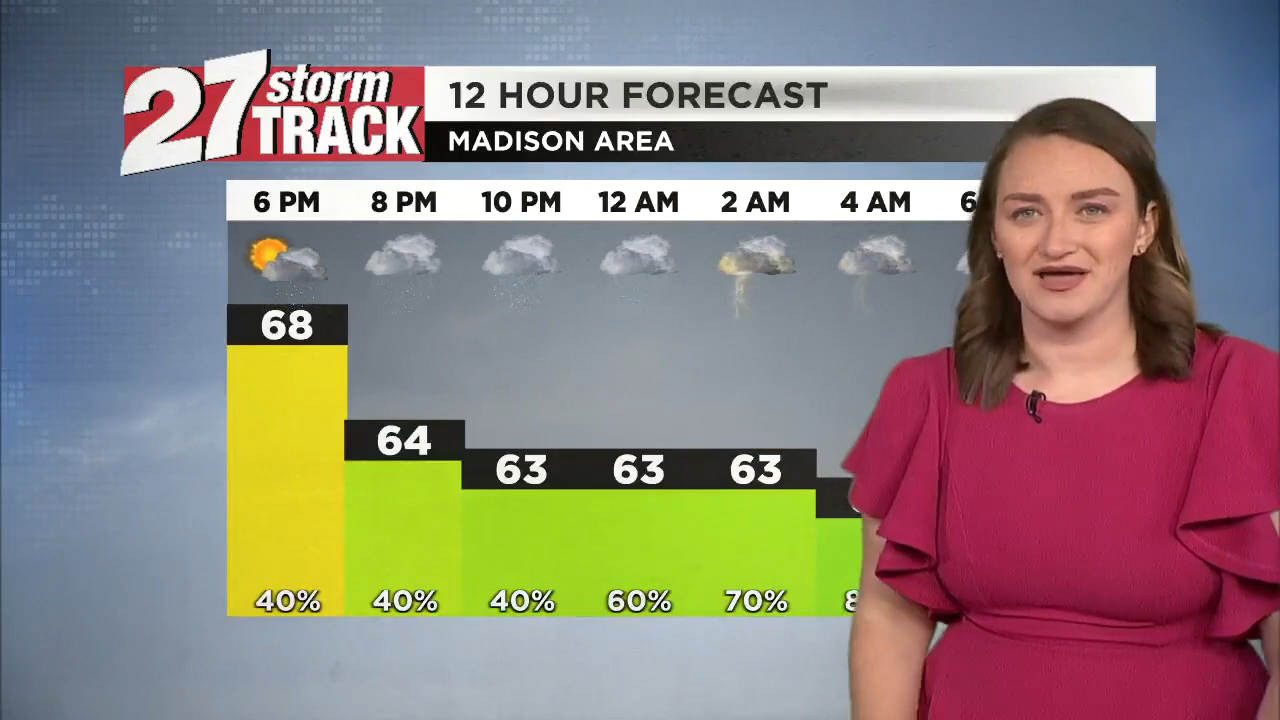 27 storm TRACK
12 HOUR FORECAST
MADISON AREA
6 PM 8 PM 10 PM 12 AM 2 AM 4 AM
68
64
63 63 63
40% 40% 40% 60% 70%